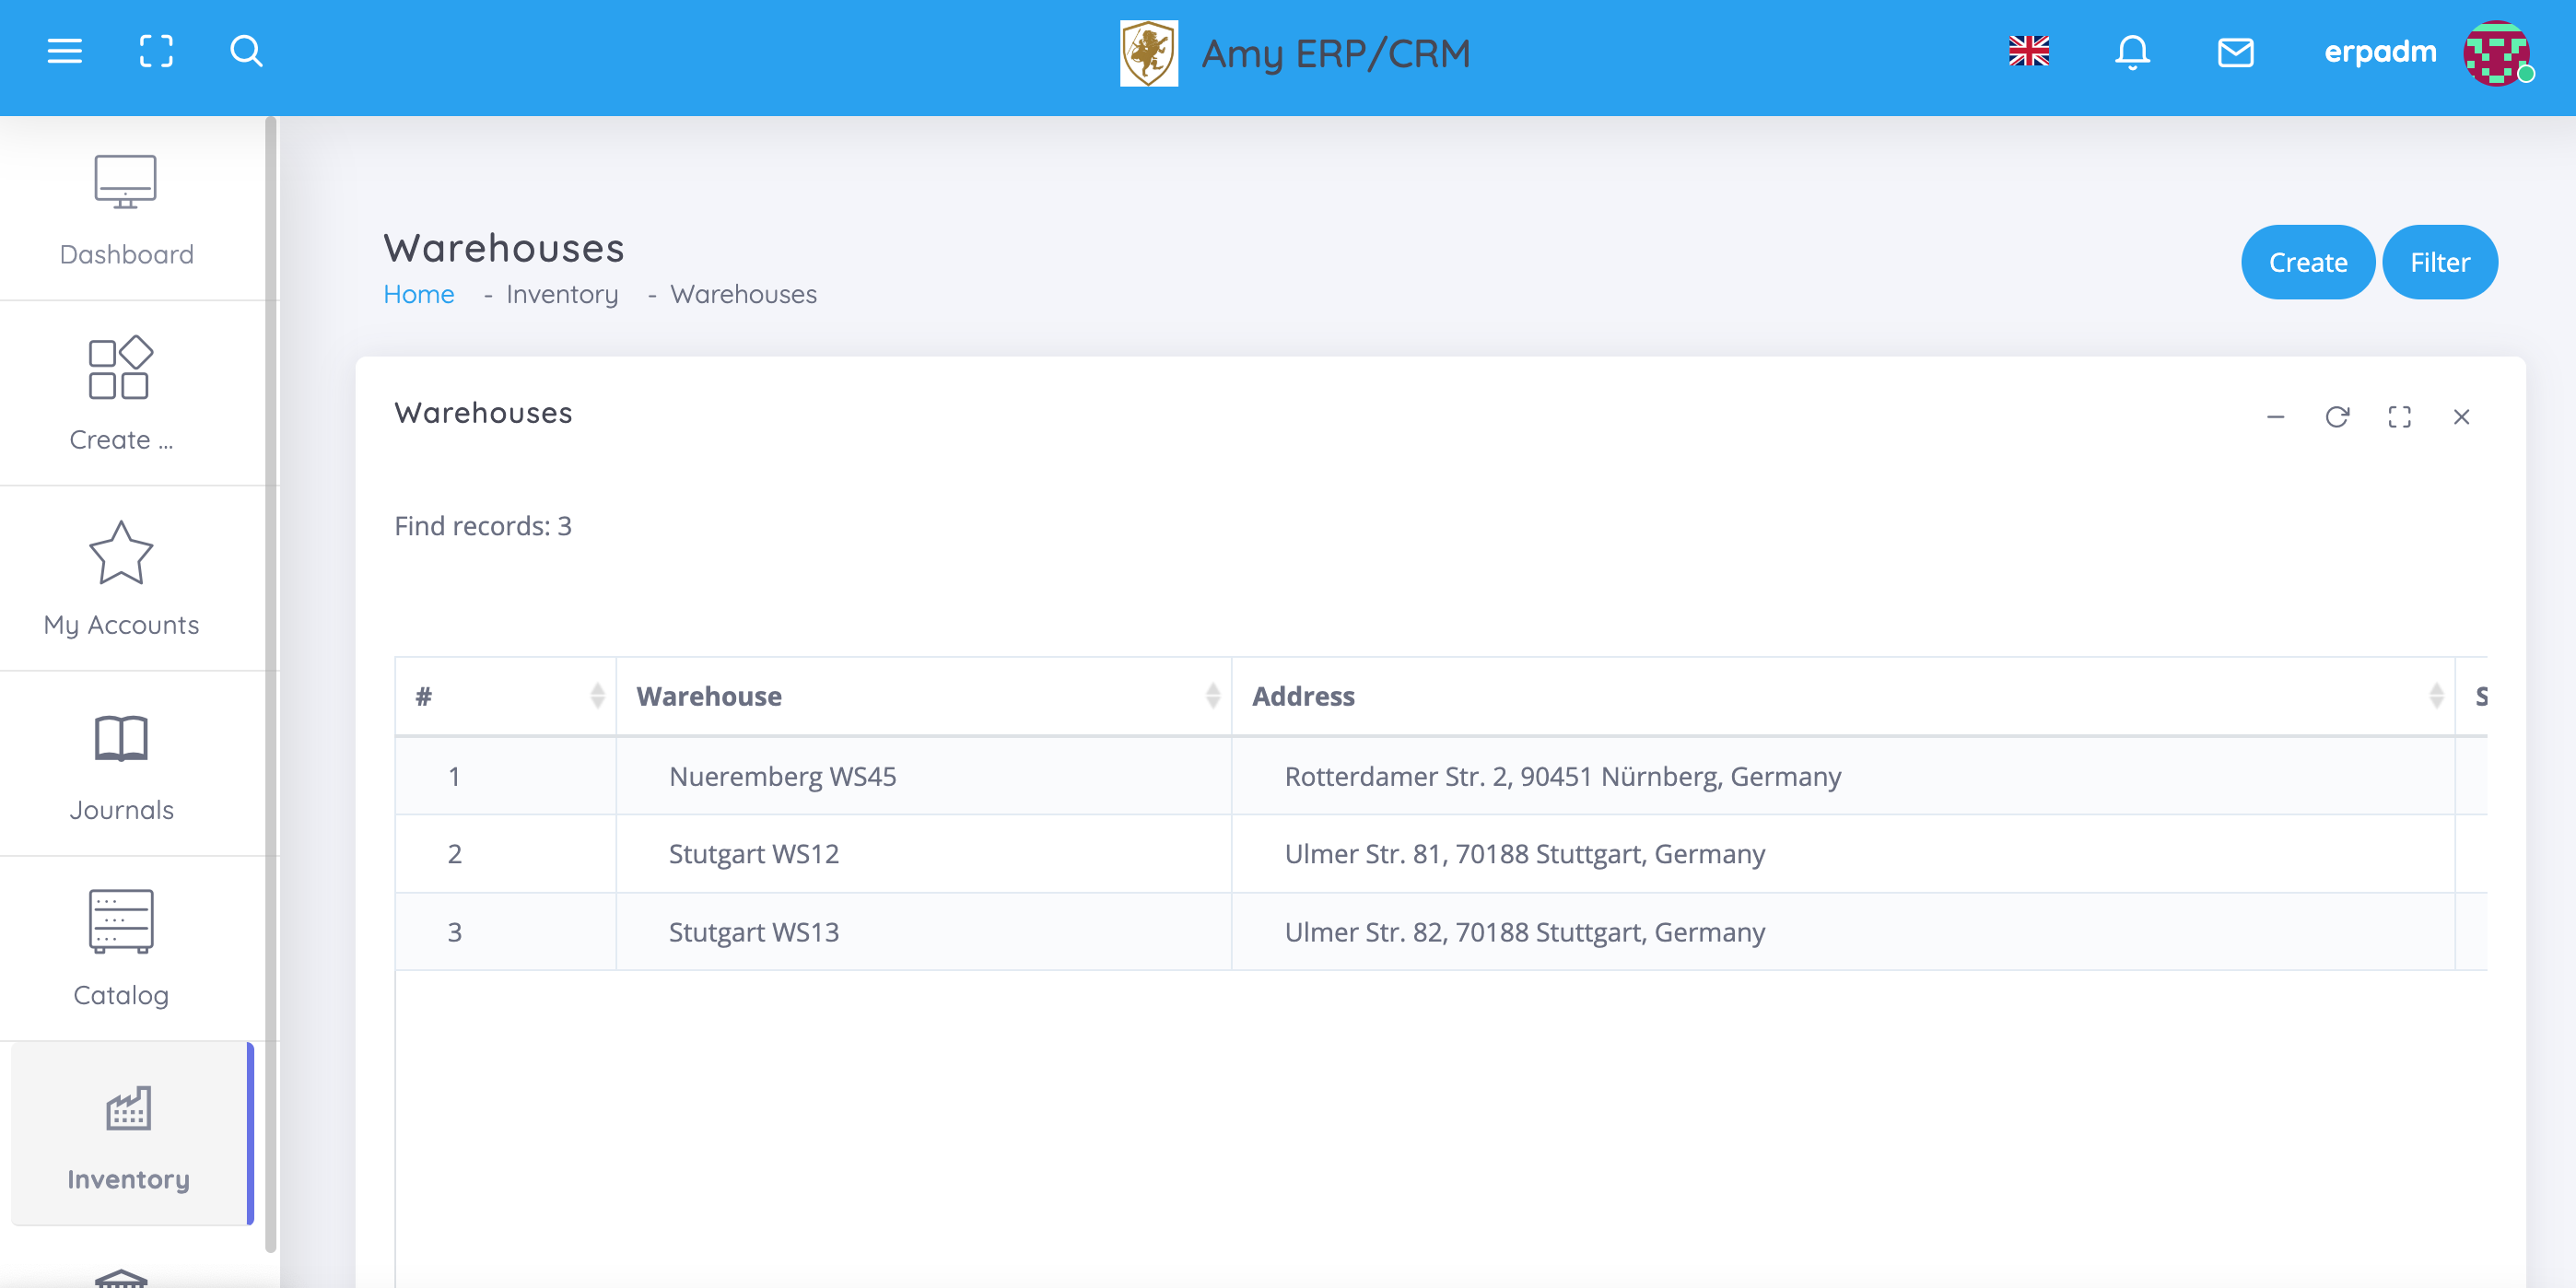 Amy ERP/CRM
erpadm
Dashboard
Create ...
My Accounts
Journals
Catalog
Inventory
Warehouses
Home - Inventory - Warehouses
Create
Filter
Warehouses
Find records: 3
# Warehouse Address S
1 Nueremberg WS45 Rotterdamer Str. 2, 90451 Nürnberg, Germany
2 Stutgart WS12 Ulmer Str. 81, 70188 Stuttgart, Germany
3 Stutgart WS13 Ulmer Str. 82, 70188 Stuttgart, Germany